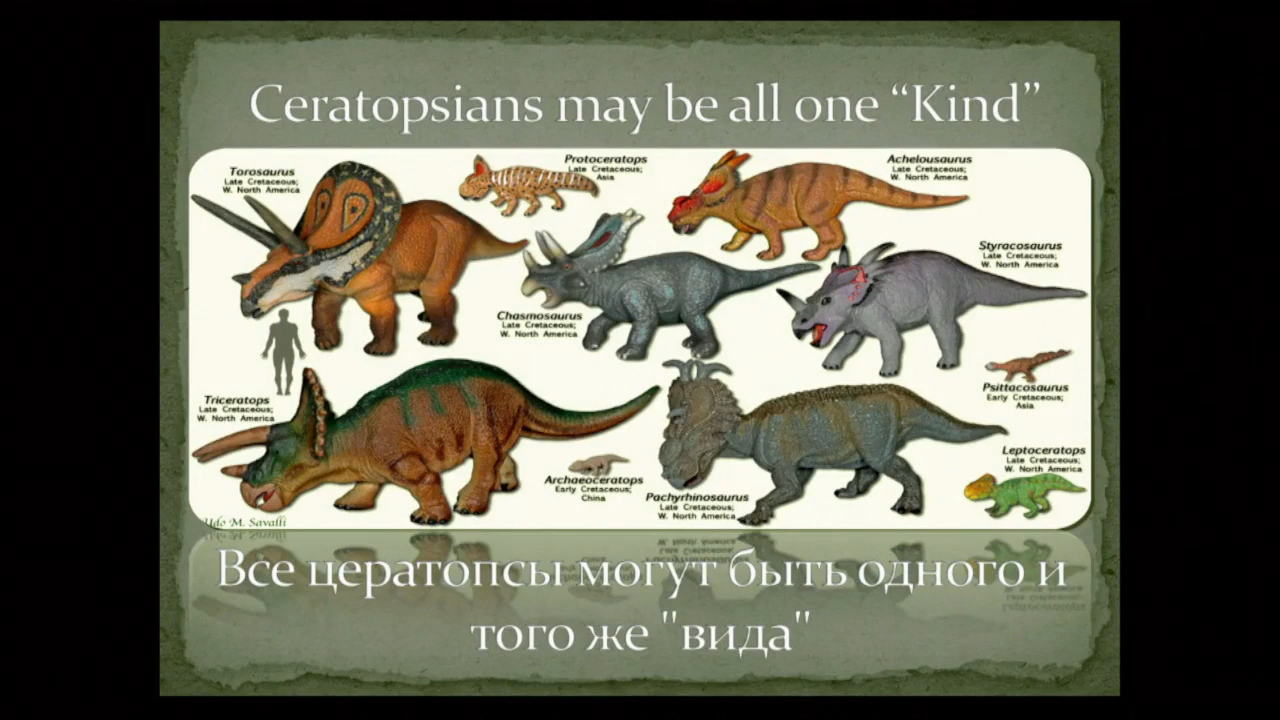 Ceratopsians may be all one “Kind”
Torosaurus
Late Cretaceous;
W. North America
Protoceratops
Late Cretaceous;
Asia
Achelousaurus
Late Cretaceous;
W. North America
Styracosaurus
Late Cretaceous;
W. North America
Chasmosaurus
Late Cretaceous;
W. North America
Psittacosaurus
Early Cretaceous;
Asia
Triceratops
Late Cretaceous;
W. North America
Archaeoceratops
Early Cretaceous;
China
Pachyrhinosaurus
Late Cretaceous;
W. North America
Leptoceratops
Late Cretaceous;
W. North America
Udo M. Savalli
Все цератопсы могут быть одного и
того же "вида"